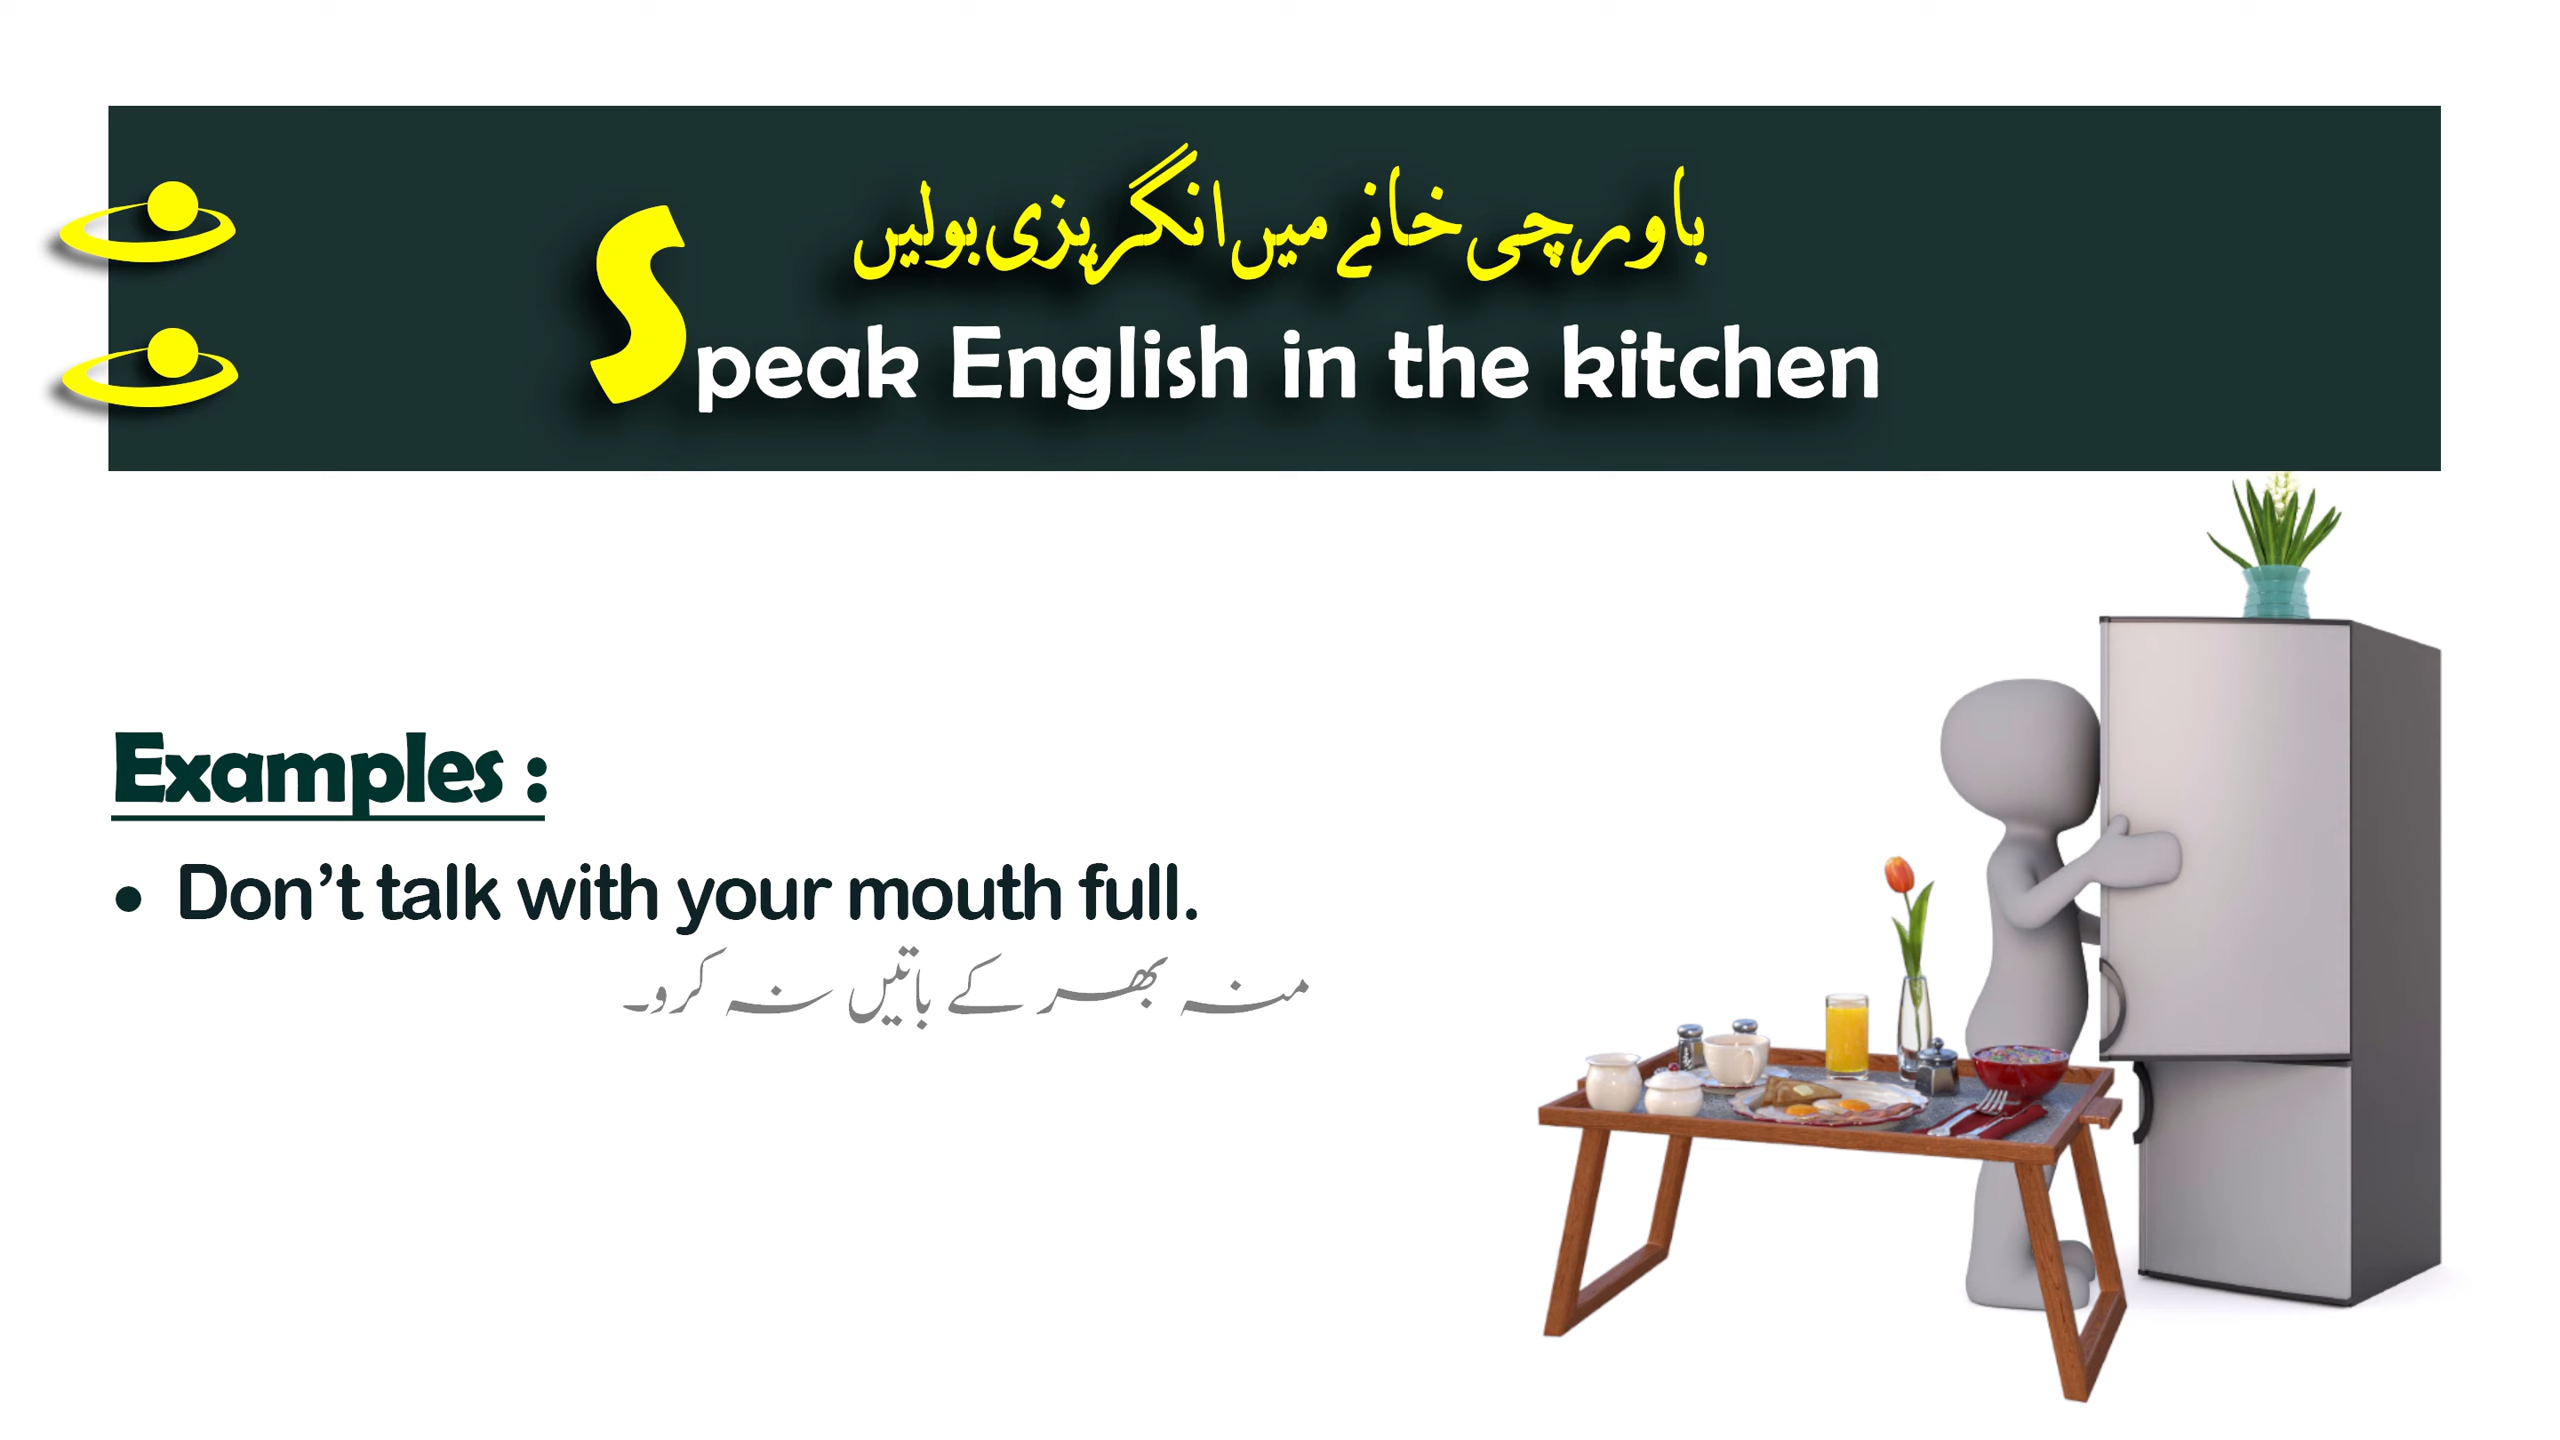 باورچی خانے میں انگریزی بولیں
Speak English in the kitchen
Examples :
• Don’t talk with your mouth full.
منہ بھر کے باتیں نہ کرو۔